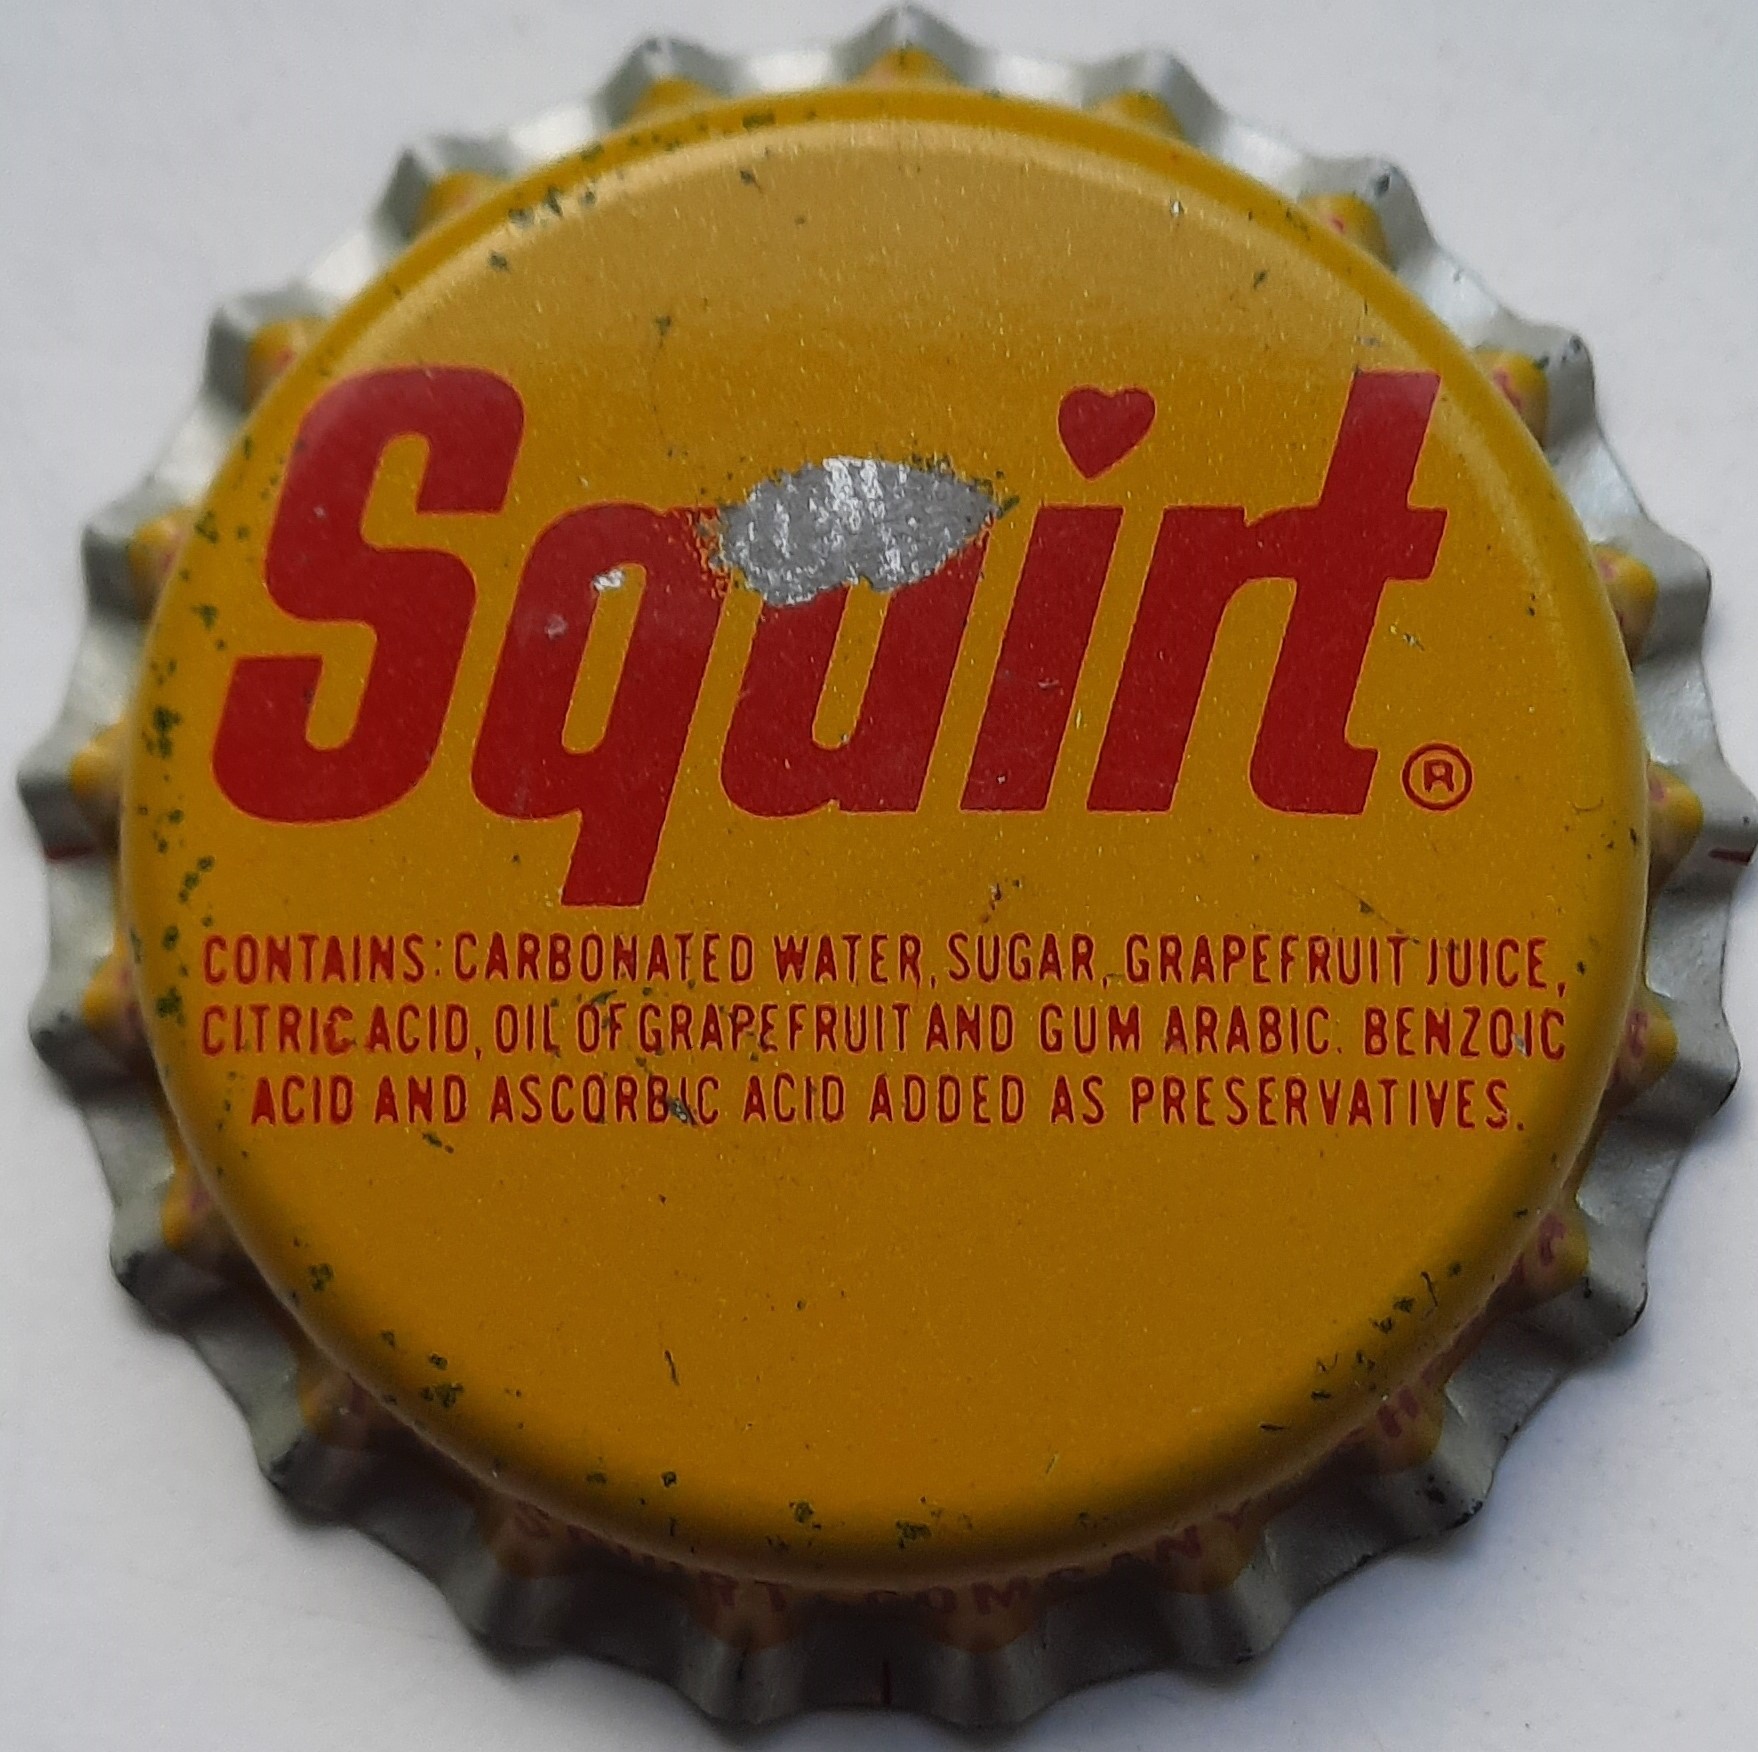 Squirt®
CONTAINS: CARBONATED WATER, SUGAR, GRAPEFRUIT JUICE,
CITRIC ACID, OIL OF GRAPEFRUIT AND GUM ARABIC. BENZOIC
ACID AND ASCORBIC ACID ADDED AS PRESERVATIVES.
COMPANY